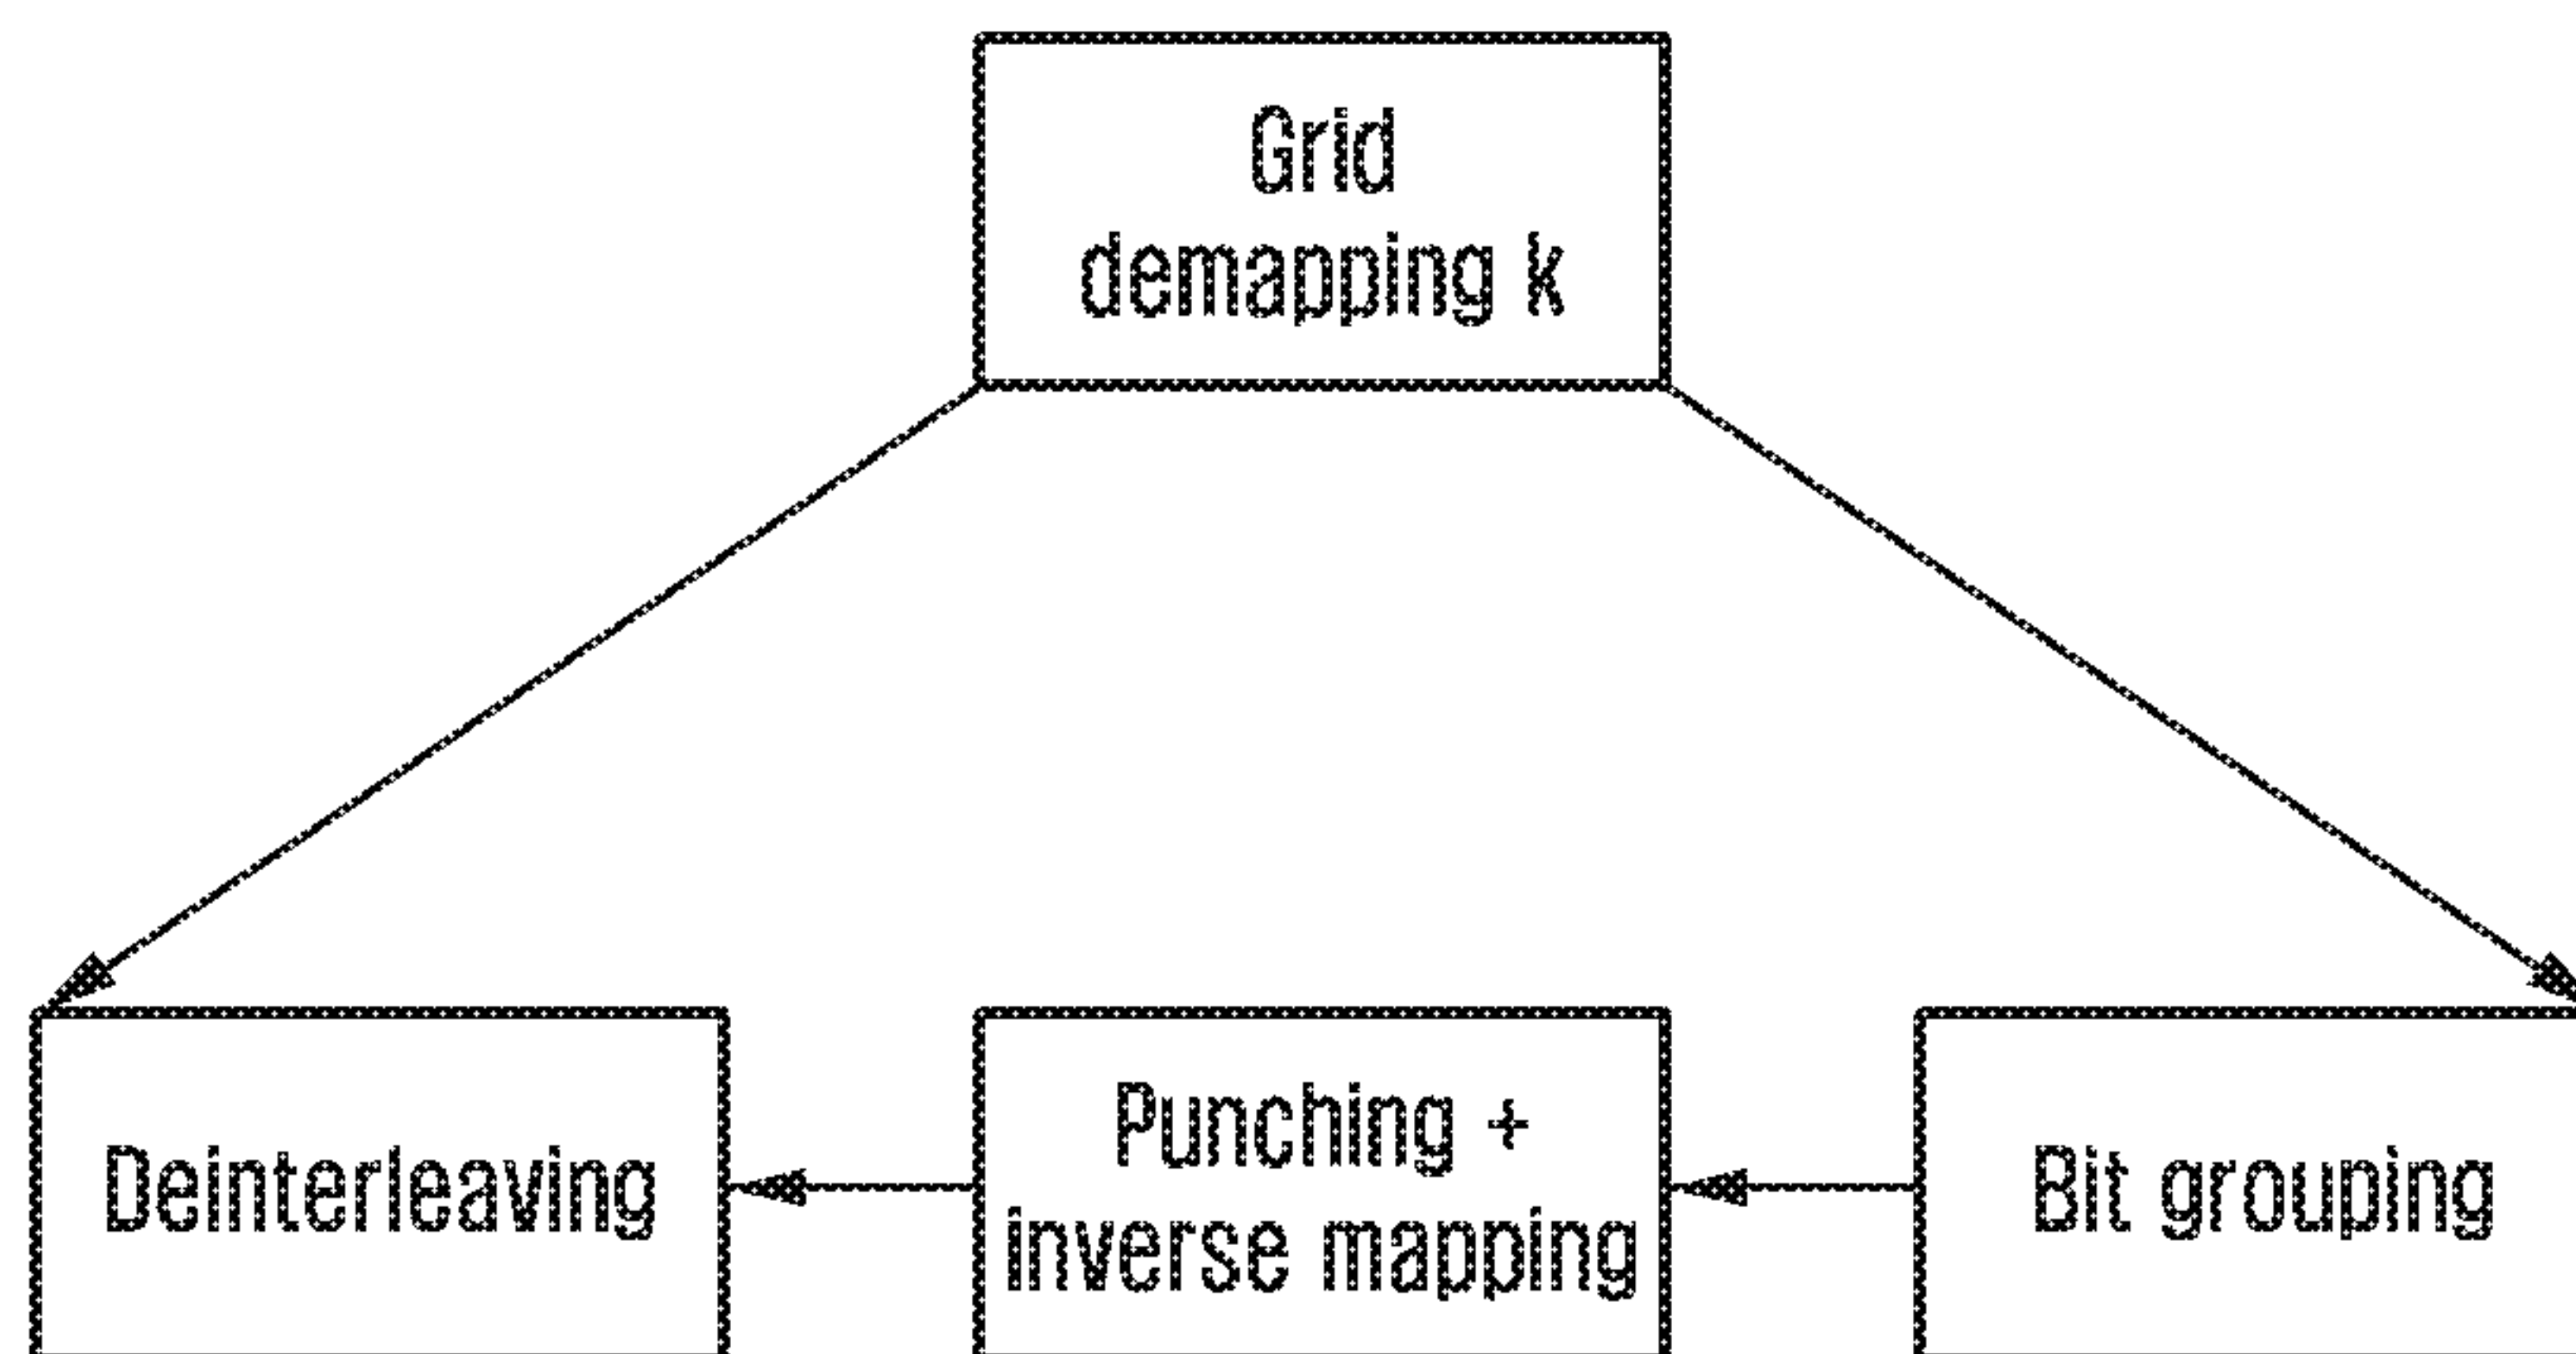 Grid
demapping k
Deinterleaving
Punching +
inverse mapping
Bit grouping